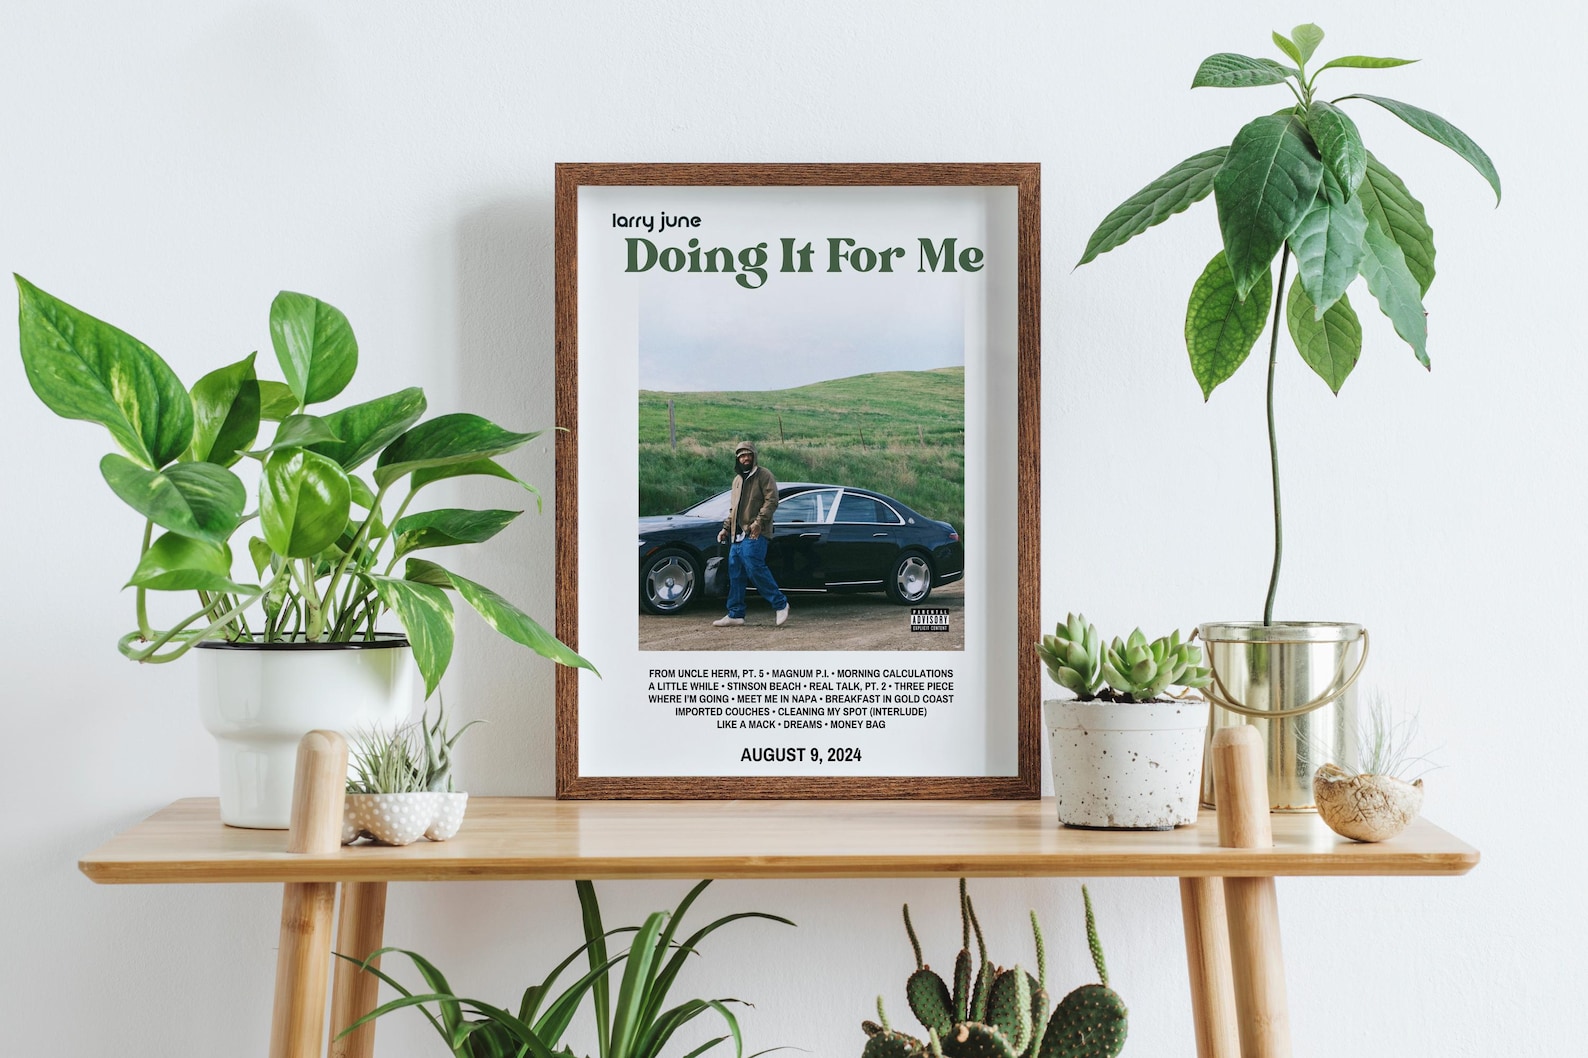 larry june
Doing It For Me
PARENTAL
ADVISORY
EXPLICIT CONTENT
FROM UNCLE HERM, PT. 5 • MAGNUM P.I. • MORNING CALCULATIONS
A LITTLE WHILE • STINSON BEACH • REAL TALK, PT. 2 • THREE PIECE
WHERE I'M GOING • MEET ME IN NAPA • BREAKFAST IN GOLD COAST
IMPORTED COUCHES • CLEANING MY SPOT (INTERLUDE)
LIKE A MACK • DREAMS • MONEY BAG
AUGUST 9, 2024